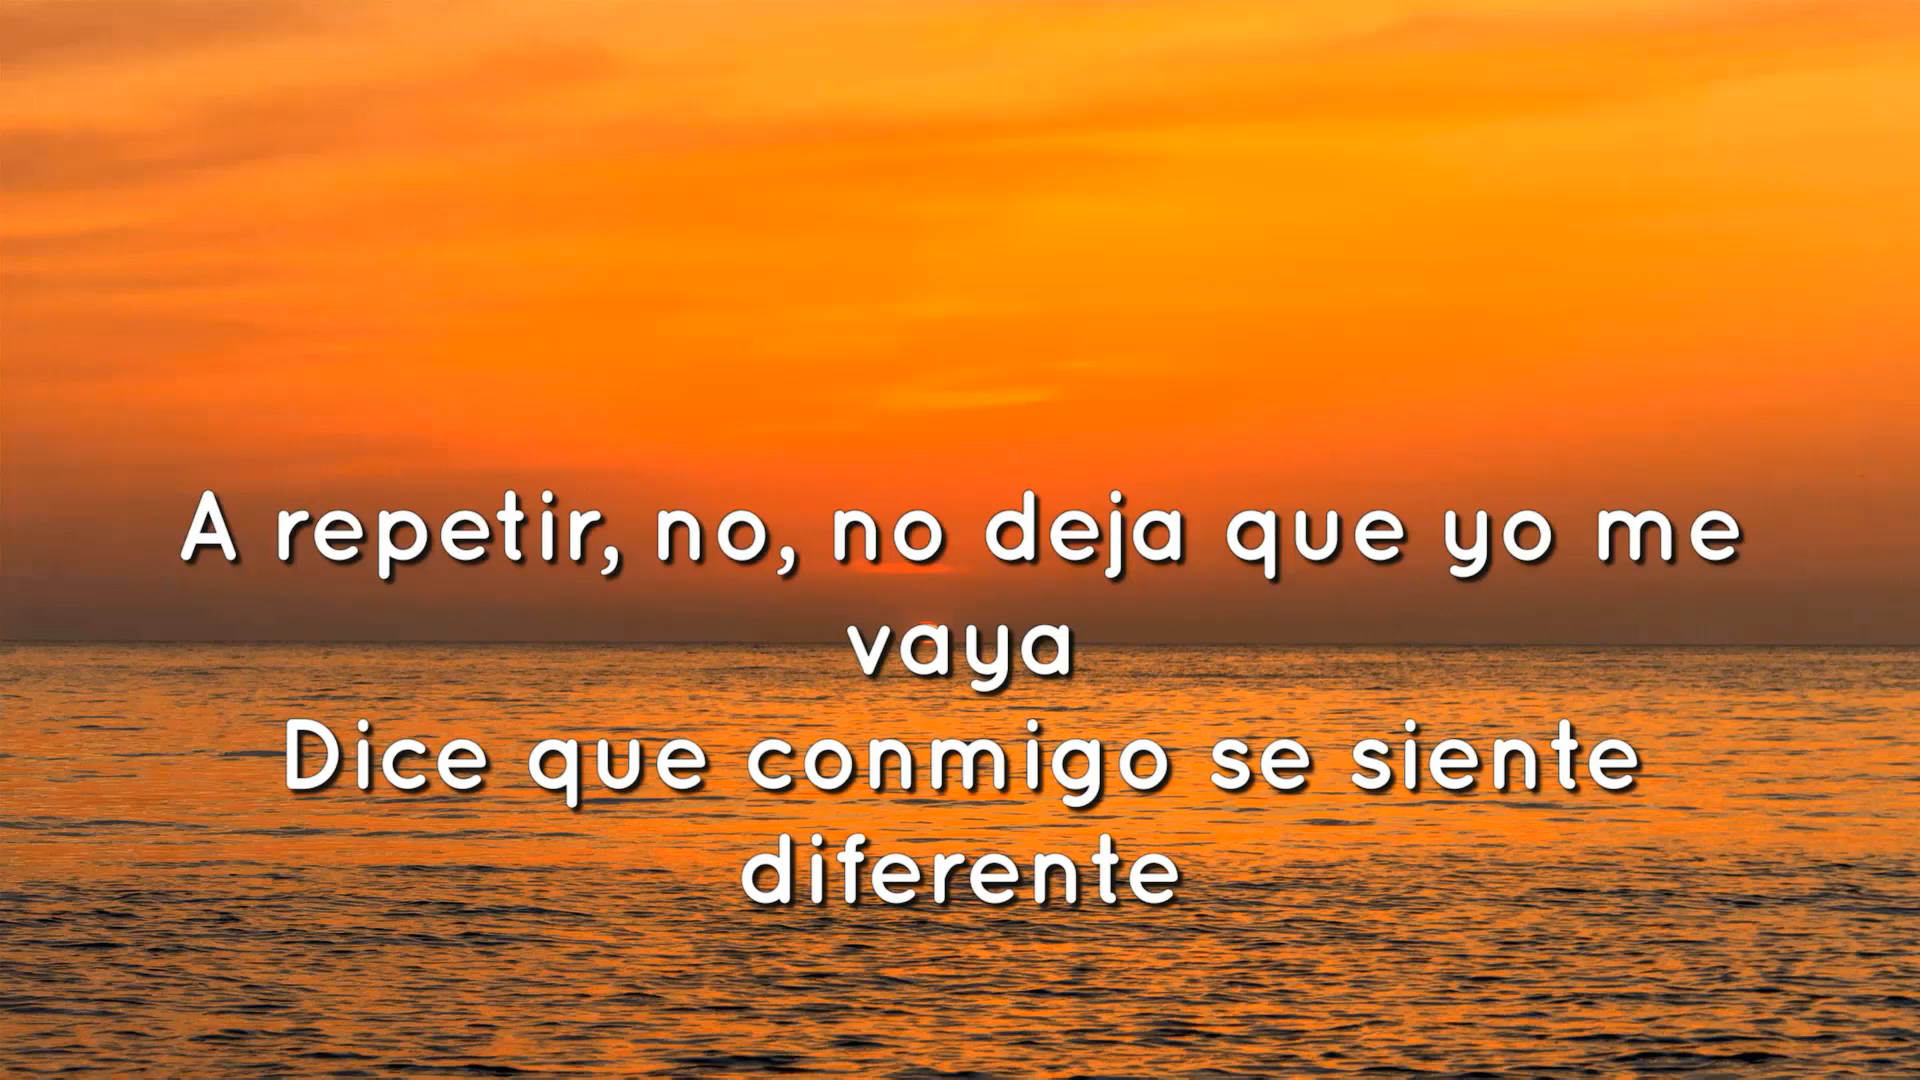 A repetir, no, no deja que yo me
vaya
Dice que conmigo se siente
diferente